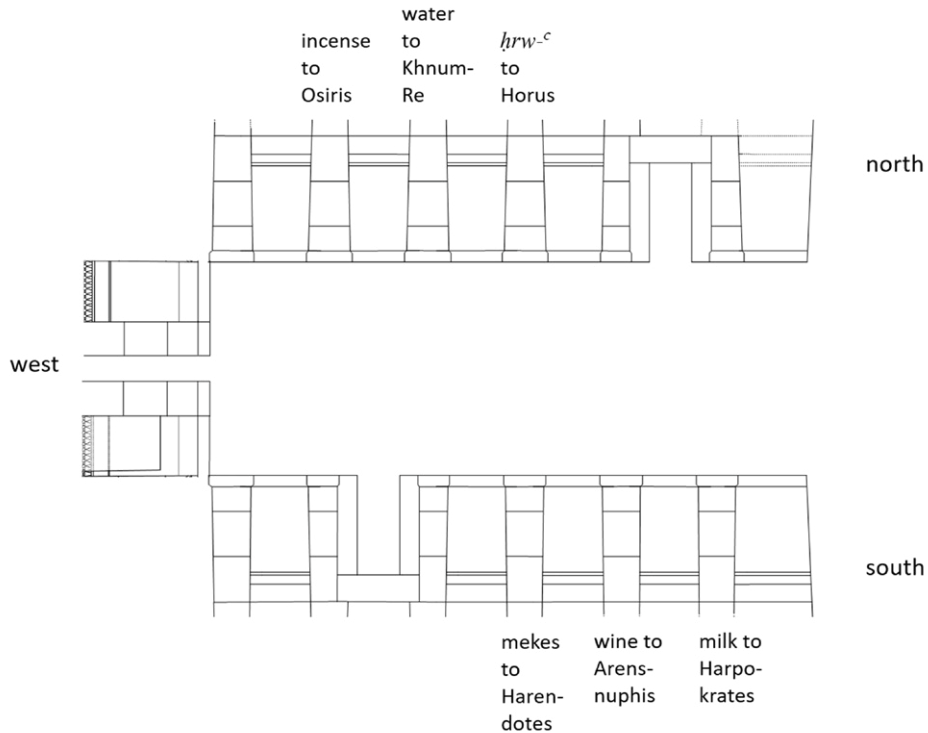 incense
to
Osiris
water
to
Khnum-
Re
ḥrw-ᶜ
to
Horus
north
west
south
mekes
to
Haren-
dotes
wine to
Arens-
nuphis
milk to
Harpo-
krates